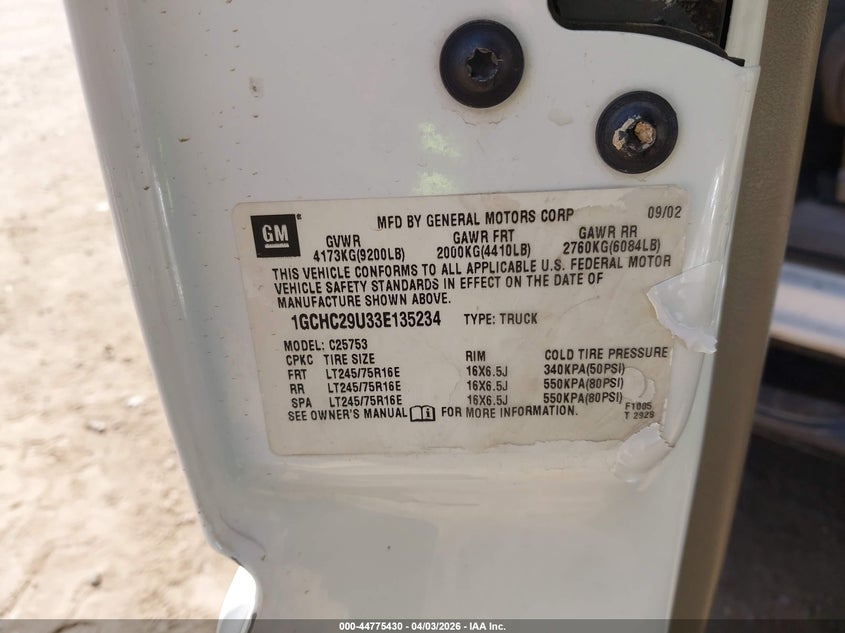 GM ®
MFD BY GENERAL MOTORS CORP 09/02
GVWR GAWR FRT GAWR RR
4173KG(9200LB) 2000KG(4410LB) 2760KG(6084LB)
THIS VEHICLE CONFORMS TO ALL APPLICABLE U.S. FEDERAL MOTOR
VEHICLE SAFETY STANDARDS IN EFFECT ON THE DATE OF
MANUFACTURE SHOWN ABOVE.
1GCHC29U33E135234 TYPE: TRUCK
MODEL: C25753
CPKC TIRE SIZE RIM COLD TIRE PRESSURE
FRT LT245/75R16E 16X6.5J 340KPA(50PSI)
RR LT245/75R16E 16X6.5J 550KPA(80PSI)
SPA LT245/75R16E 16X6.5J 550KPA(80PSI)
SEE OWNER'S MANUAL FOR MORE INFORMATION.
F1005
T 2929
000-44775430 - 04/03/2026 - IAA Inc.